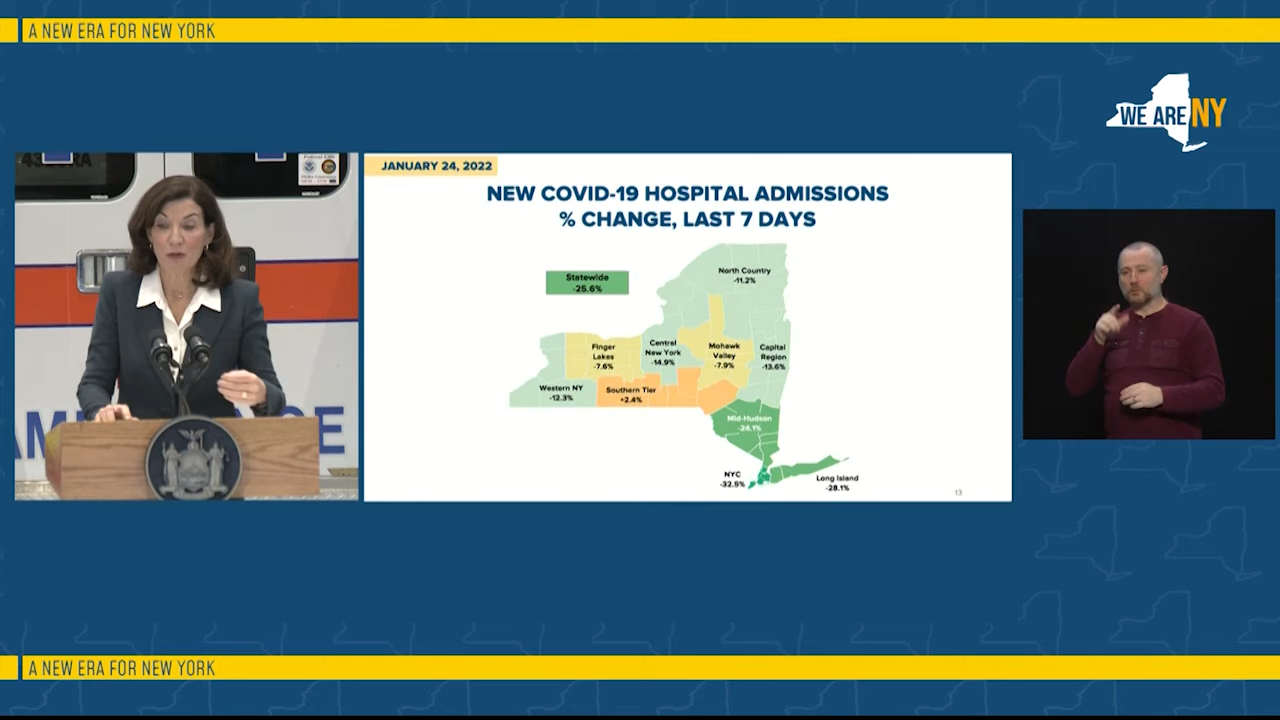 A NEW ERA FOR NEW YORK
WE ARE NY
JANUARY 24, 2022
NEW COVID-19 HOSPITAL ADMISSIONS
% CHANGE, LAST 7 DAYS
Statewide
-25.6%
North Country
-11.2%
Finger
Lakes
-7.6%
Central
New York
-14.9%
Mohawk
Valley
-7.9%
Capital
Region
-13.6%
Western NY
-12.3%
Southern Tier
+2.4%
Mid-Hudson
-24.1%
NYC
-32.5%
Long Island
-28.1%
13
A NEW ERA FOR NEW YORK